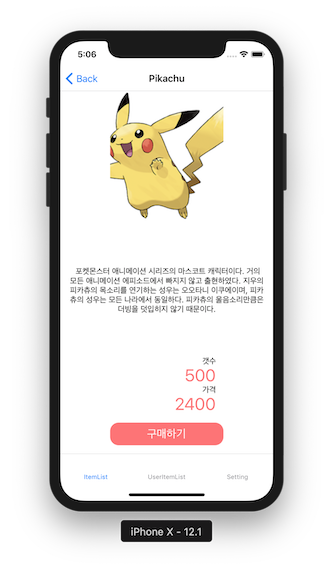 5:06
Back
Pikachu
포켓몬스터 애니메이션 시리즈의 마스코트 캐릭터이다. 거의
모든 애니메이션 에피소드에서 빠지지 않고 출현하였다. 지우의
피카츄의 목소리를 연기하는 성우는 오오타니 이쿠에이며, 피카
츄의 성우는 모든 나라에서 동일하다. 피카츄의 울음소리만큼은
더빙을 덧입히지 않기 때문이다.
갯수
500
가격
2400
구매하기
ItemList
UserItemList
Setting
iPhone X - 12.1